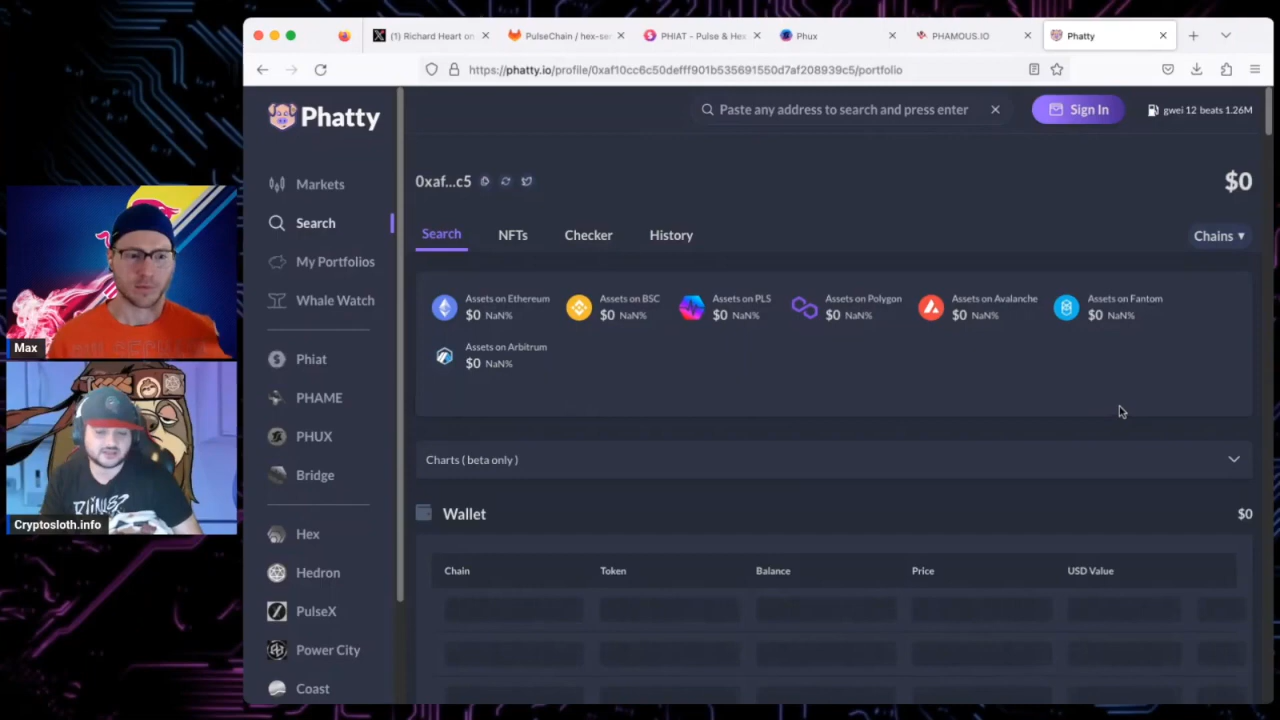 (1) Richard Heart on
PulseChain / hex-ser
PHIAT - Pulse & Hex
Phux
PHAMOUS.IO
Phatty
https://phatty.io/profile/0xaf10cc6c50defff901b535691550d7af208939c5/portfolio
Phatty
Paste any address to search and press enter
Sign In
gwei 12 beats 1.26M
Markets
Search
My Portfolios
Whale Watch
Phiat
PHAME
PHUX
Bridge
Hex
Hedron
PulseX
Power City
Coast
0xaf...c5
$0
Search
NFTs
Checker
History
Chains ▾
Assets on Ethereum
$0 NaN%
Assets on BSC
$0 NaN%
Assets on PLS
$0 NaN%
Assets on Polygon
$0 NaN%
Assets on Avalanche
$0 NaN%
Assets on Fantom
$0 NaN%
Assets on Arbitrum
$0 NaN%
Charts ( beta only )
Wallet
$0
Chain
Token
Balance
Price
USD Value
Max
Cryptosloth.info